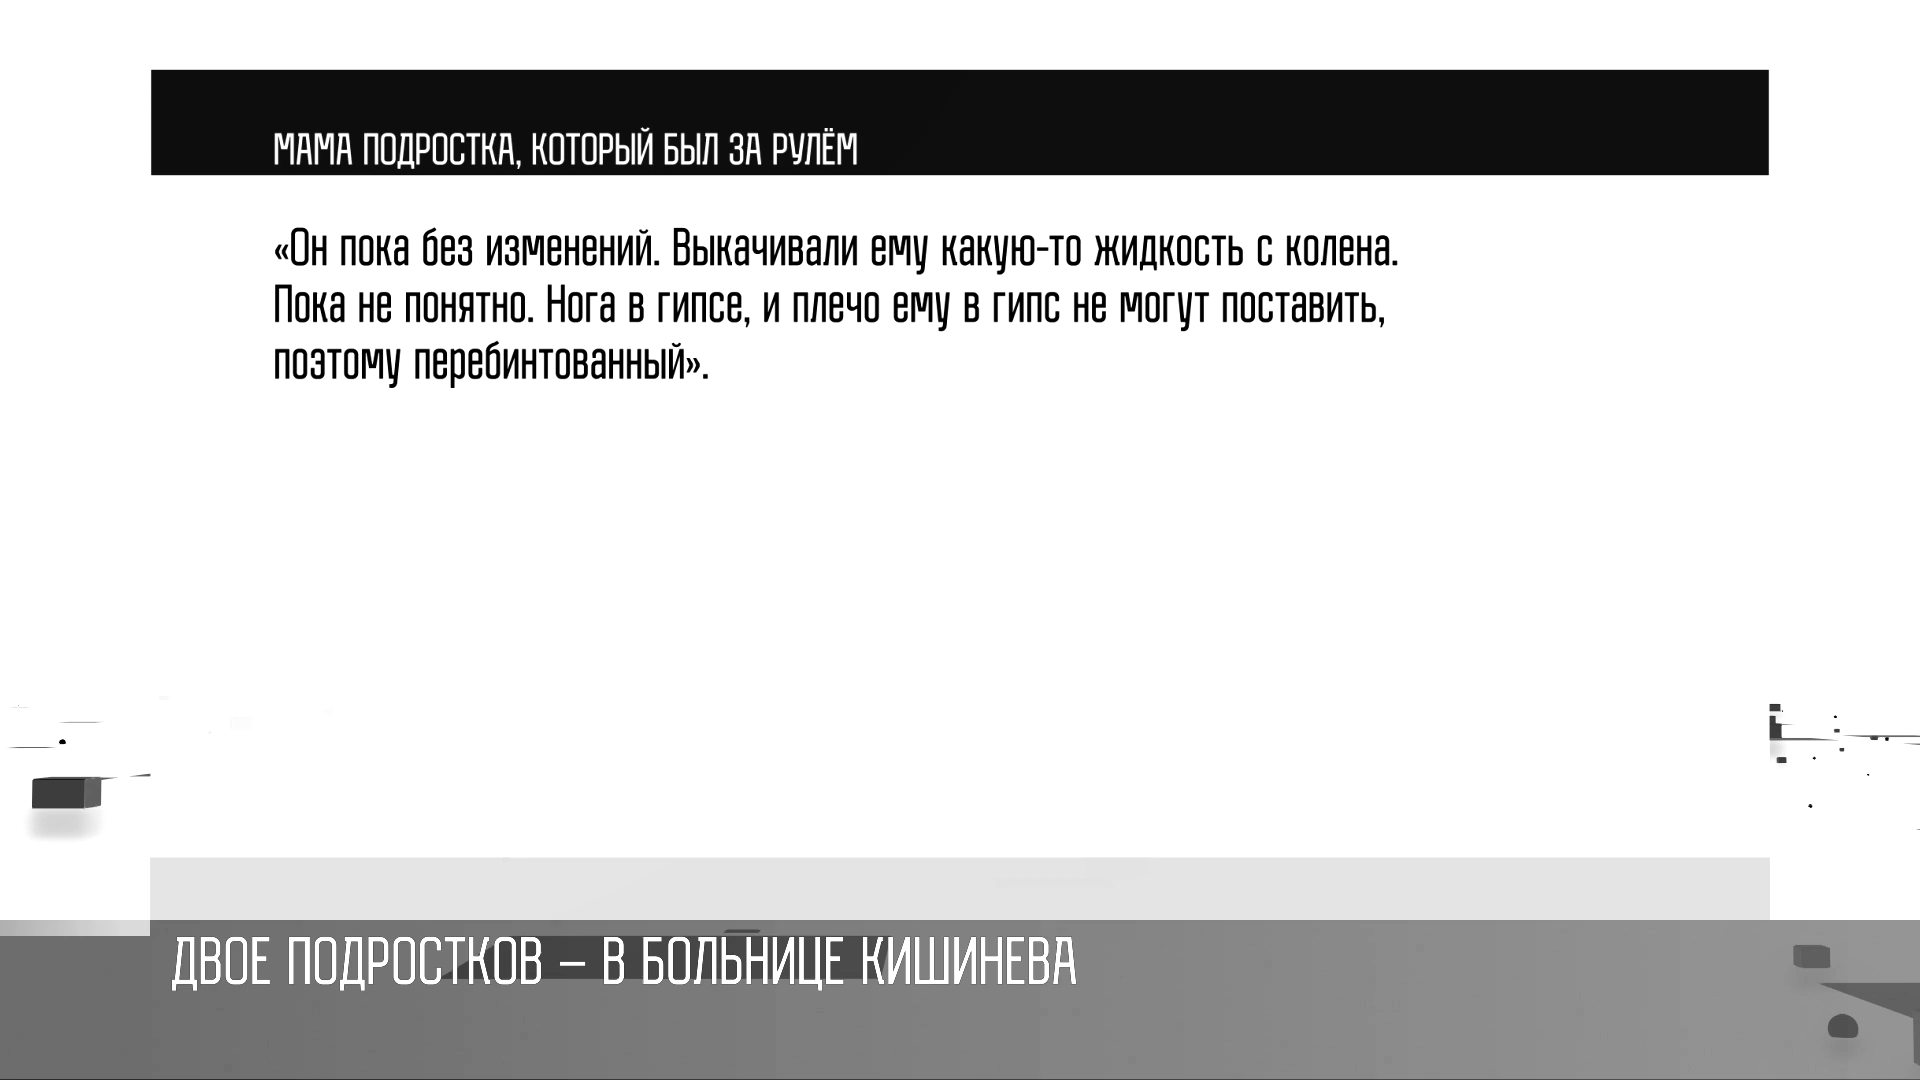 МАМА ПОДРОСТКА, КОТОРЫЙ БЫЛ ЗА РУЛЁМ
«Он пока без изменений. Выкачивали ему какую-то жидкость с колена.
Пока не понятно. Нога в гипсе, и плечо ему в гипс не могут поставить,
поэтому перебинтованный».
ДВОЕ ПОДРОСТКОВ – В БОЛЬНИЦЕ КИШИНЕВА